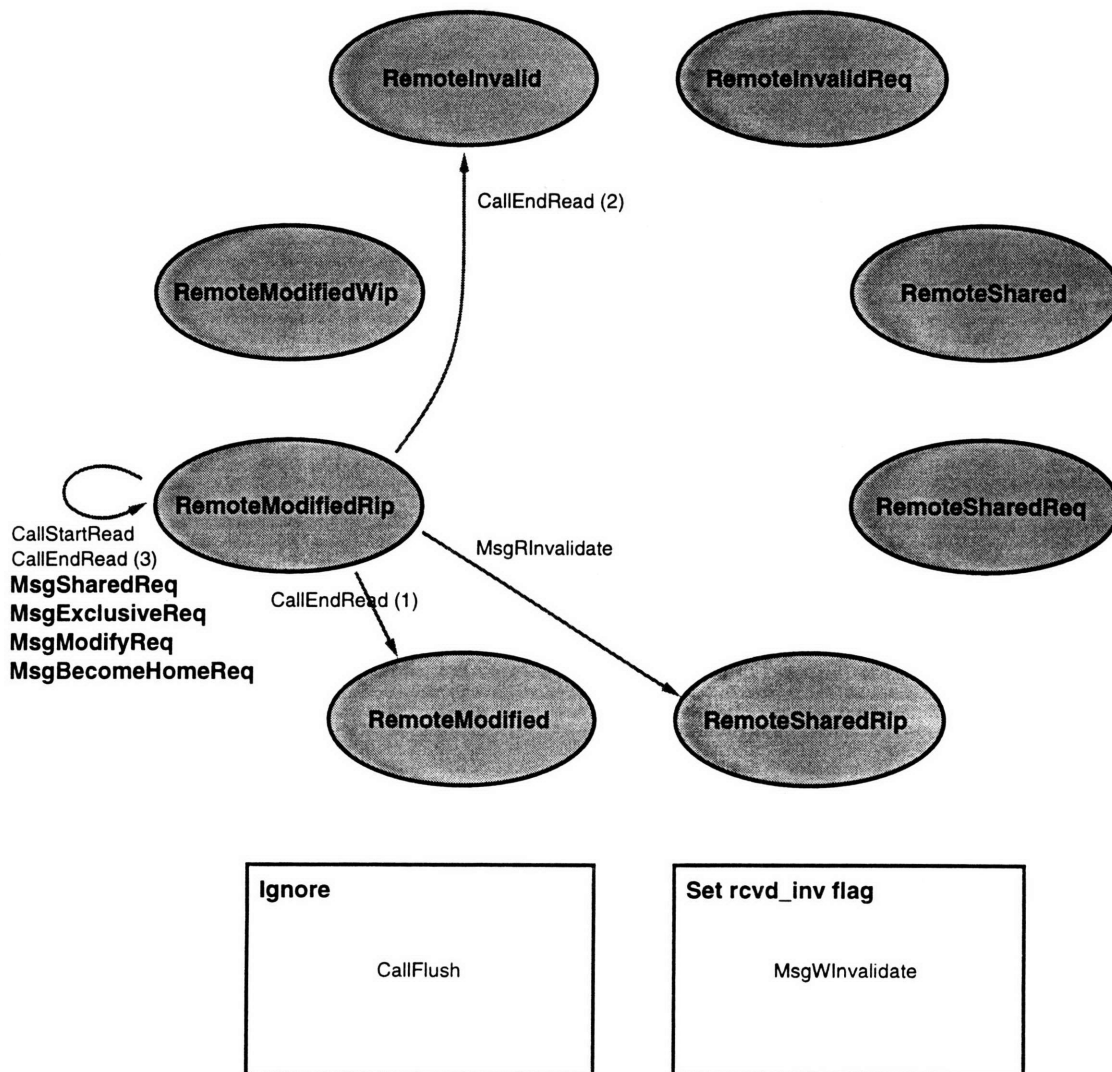 RemoteInvalid
RemoteInvalidReq
CallEndRead (2)
RemoteModifiedWip
RemoteShared
RemoteModifiedRip
RemoteSharedReq
CallStartRead
CallEndRead (3)
MsgSharedReq
MsgExclusiveReq
MsgModifyReq
MsgBecomeHomeReq
MsgRInvalidate
CallEndRead (1)
RemoteModified
RemoteSharedRip
Ignore
CallFlush
Set rcvd_inv flag
MsgWInvalidate